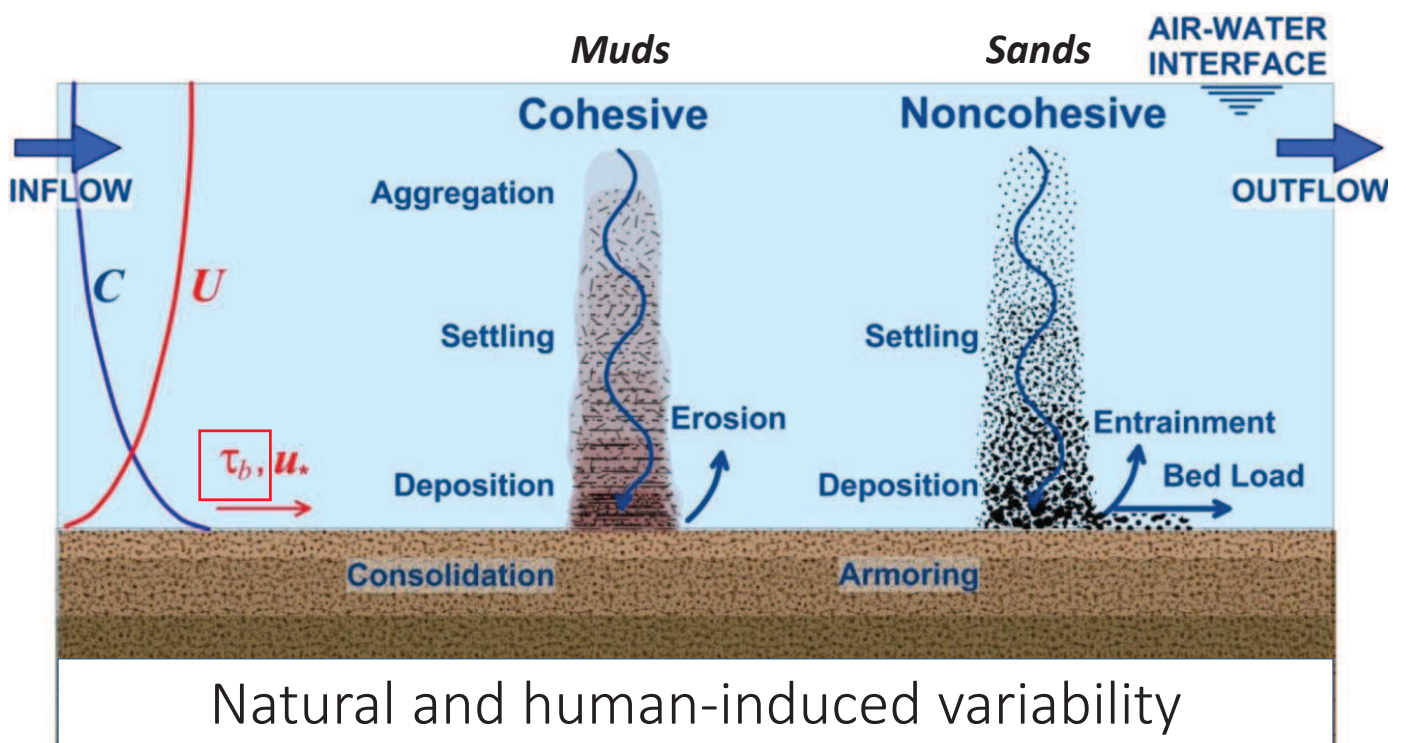 Muds
Sands
AIR-WATER
INTERFACE
Cohesive
Noncohesive
INFLOW
OUTFLOW
Aggregation
C
U
Settling
Settling
Erosion
Entrainment
τb, u*
Deposition
Deposition
Bed Load
Consolidation
Armoring
Natural and human-induced variability